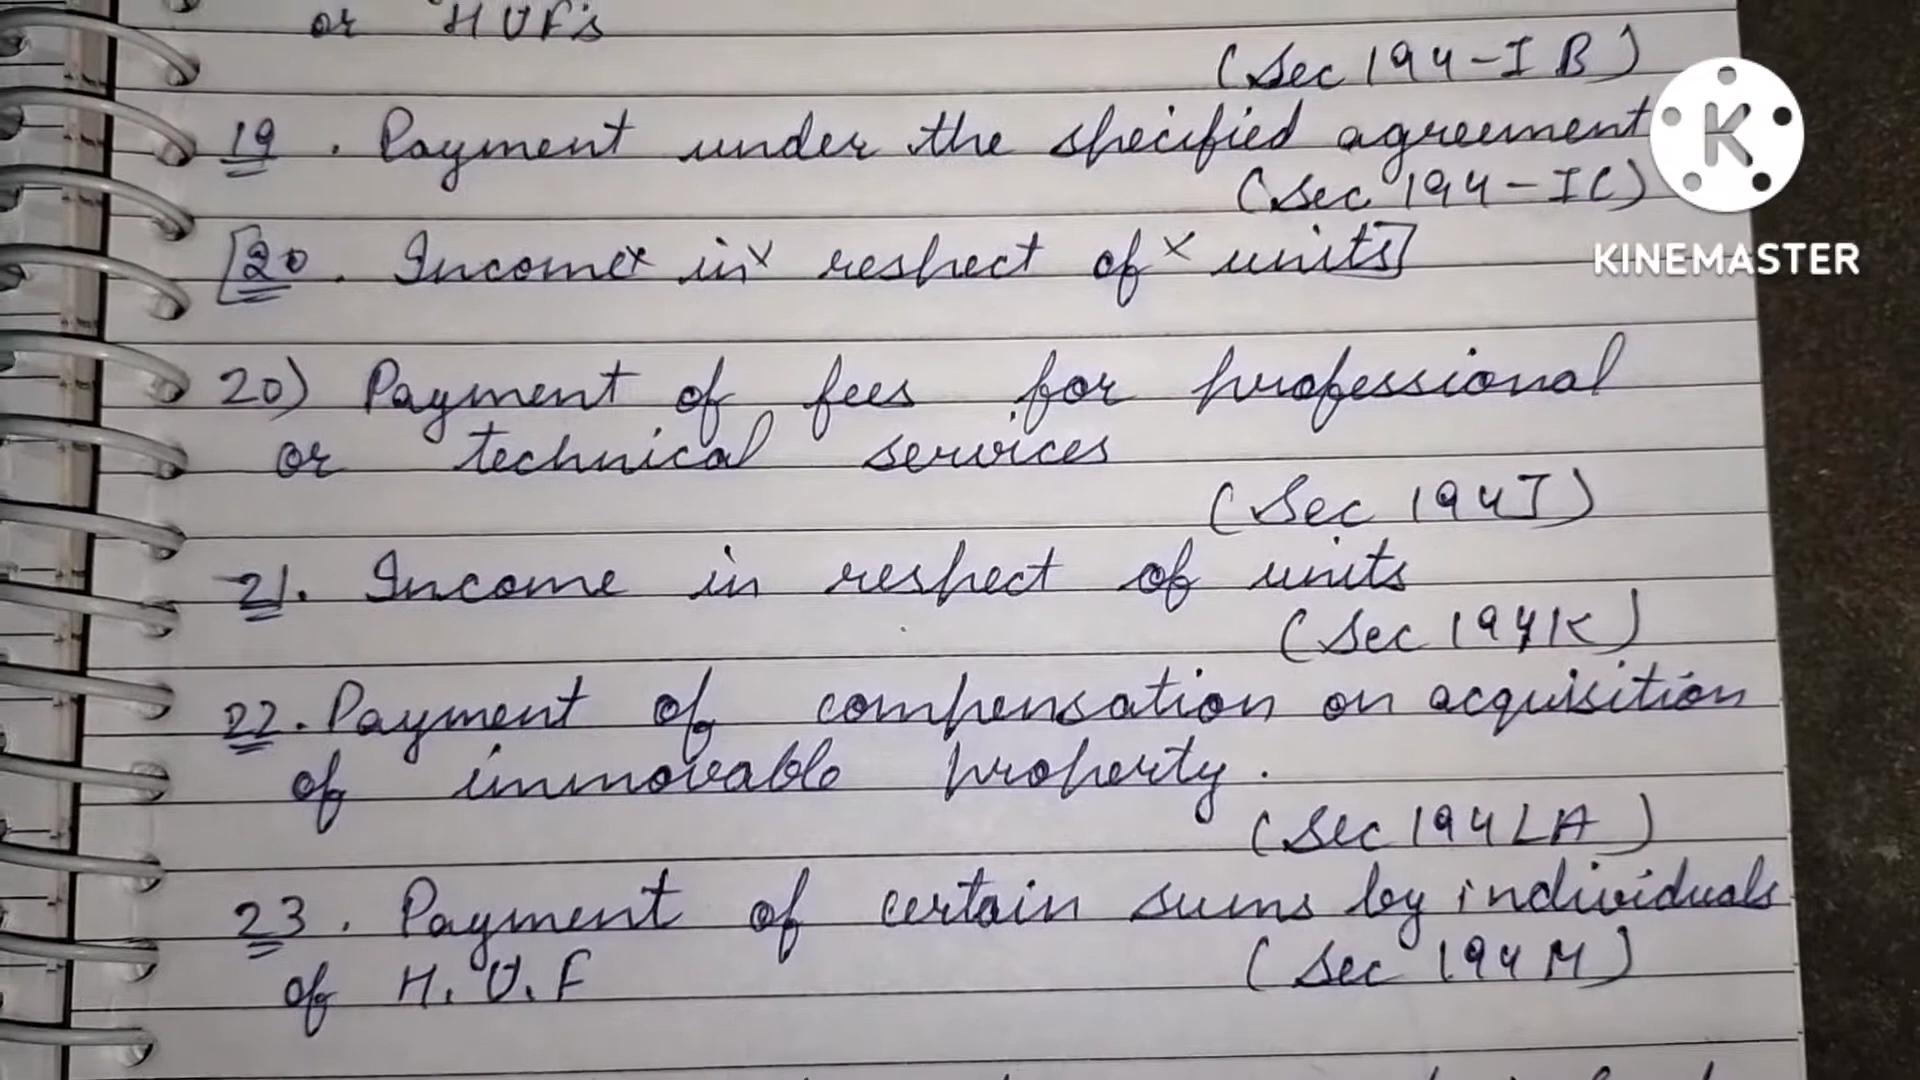 or HUF's
(Sec 194-IB)
19. Payment under the specified agreement
(Sec 194-IC)
[20. Income in respect of units]
20) Payment of fees for professional
or technical services
(Sec 194J)
21. Income in respect of units
(Sec 194K)
22. Payment of compensation on acquisition
of immovable property.
(Sec 194LA)
23. Payment of certain sums by individuals
of H.U.F (Sec 194M)
K
KINEMASTER